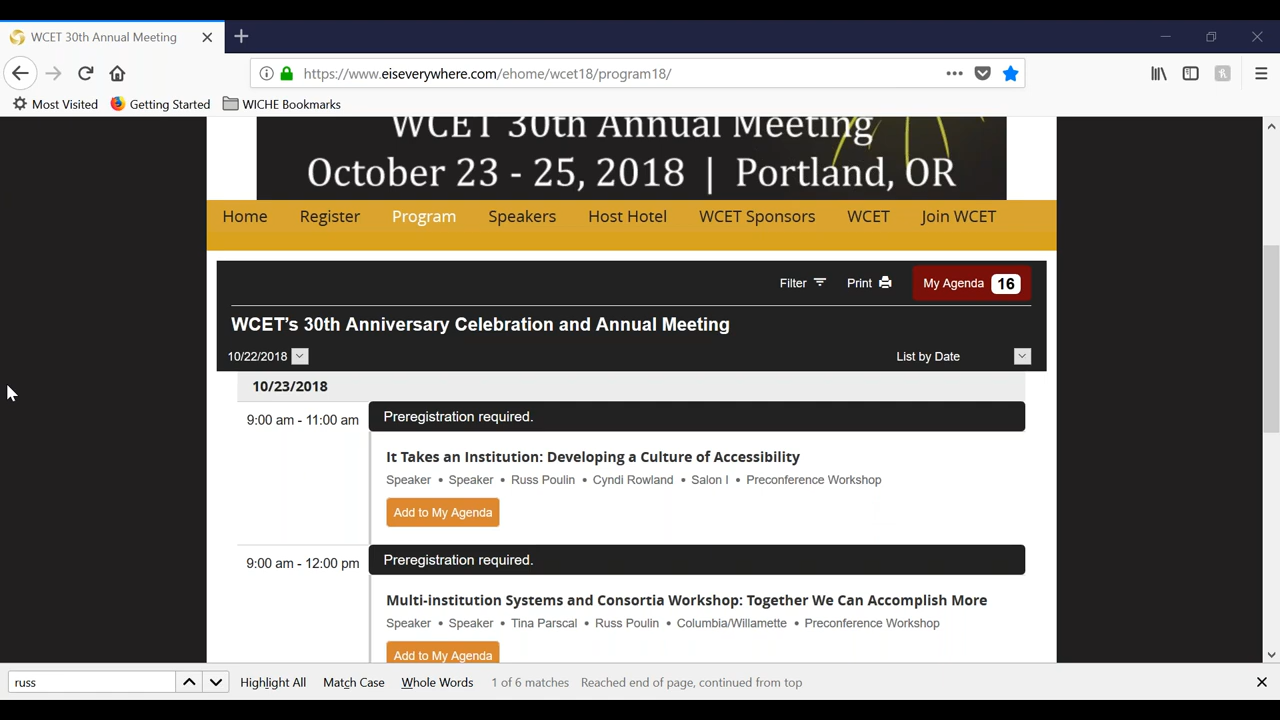 WCET 30th Annual Meeting
https://www.eiseverywhere.com/ehome/wcet18/program18/
Most Visited Getting Started WICHE Bookmarks
WCET 30th Annual Meeting
October 23 - 25, 2018 | Portland, OR
Home Register Program Speakers Host Hotel WCET Sponsors WCET Join WCET
Filter Print My Agenda 16
WCET's 30th Anniversary Celebration and Annual Meeting
10/22/2018 List by Date
10/23/2018
9:00 am - 11:00 am Preregistration required.
It Takes an Institution: Developing a Culture of Accessibility
Speaker • Speaker • Russ Poulin • Cyndi Rowland • Salon I • Preconference Workshop
Add to My Agenda
9:00 am - 12:00 pm Preregistration required.
Multi-institution Systems and Consortia Workshop: Together We Can Accomplish More
Speaker • Speaker • Tina Parscal • Russ Poulin • Columbia/Willamette • Preconference Workshop
Add to My Agenda
russ Highlight All Match Case Whole Words 1 of 6 matches Reached end of page, continued from top